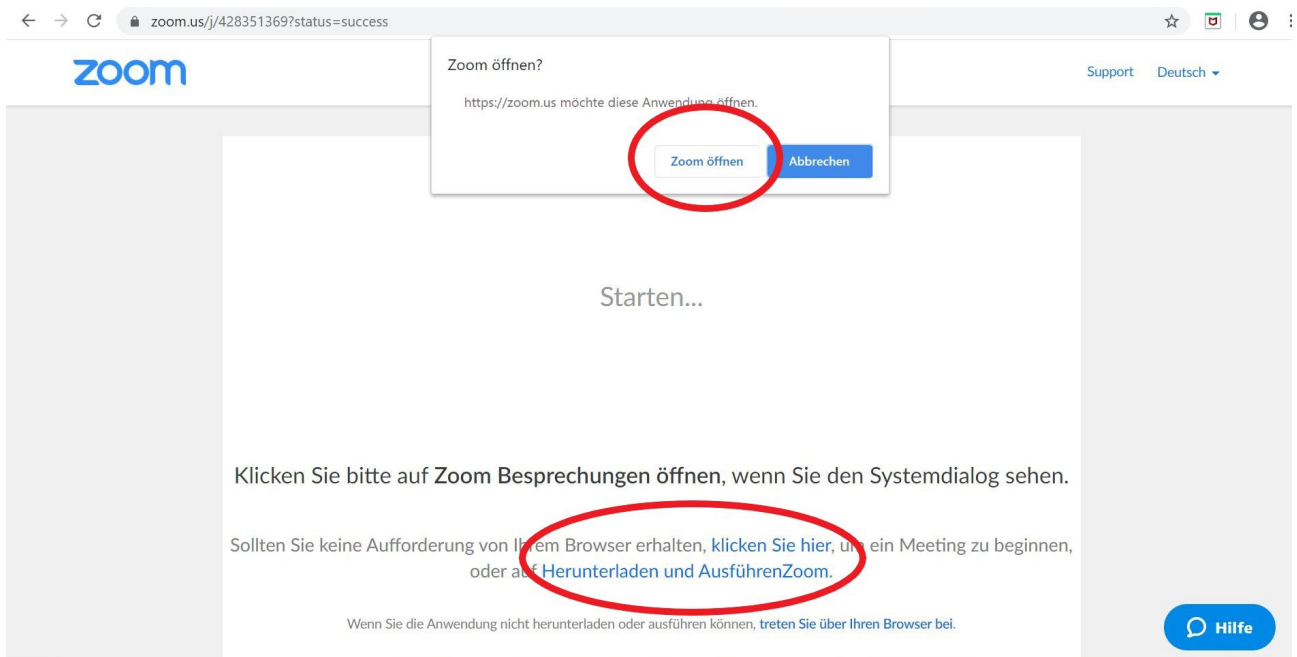 zoom.us/j/428351369?status=success
zoom
Support Deutsch
Zoom öffnen?
https://zoom.us möchte diese Anwendung öffnen.
Zoom öffnen Abbrechen
Starten...
Klicken Sie bitte auf Zoom Besprechungen öffnen, wenn Sie den Systemdialog sehen.
Sollten Sie keine Aufforderung von Ihrem Browser erhalten, klicken Sie hier, um ein Meeting zu beginnen,
oder auf Herunterladen und AusführenZoom.
Wenn Sie die Anwendung nicht herunterladen oder ausführen können, treten Sie über Ihren Browser bei.
Hilfe